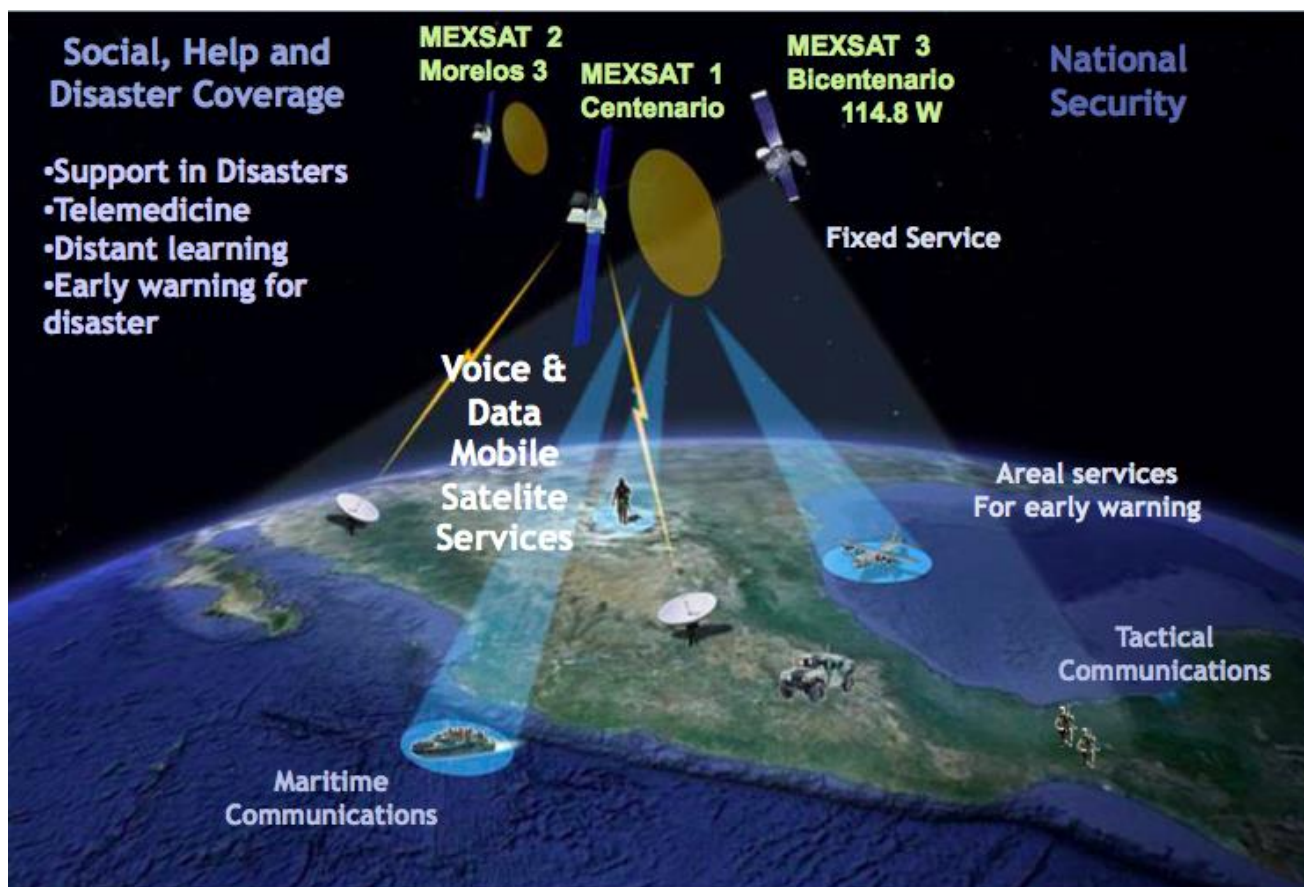 Social, Help and
Disaster Coverage
•Support in Disasters
•Telemedicine
•Distant learning
•Early warning for
disaster
MEXSAT 2
Morelos 3
MEXSAT 1
Centenario
MEXSAT 3
Bicentenario
114.8 W
National
Security
Fixed Service
Voice &
Data
Mobile
Satelite
Services
Areal services
For early warning
Tactical
Communications
Maritime
Communications